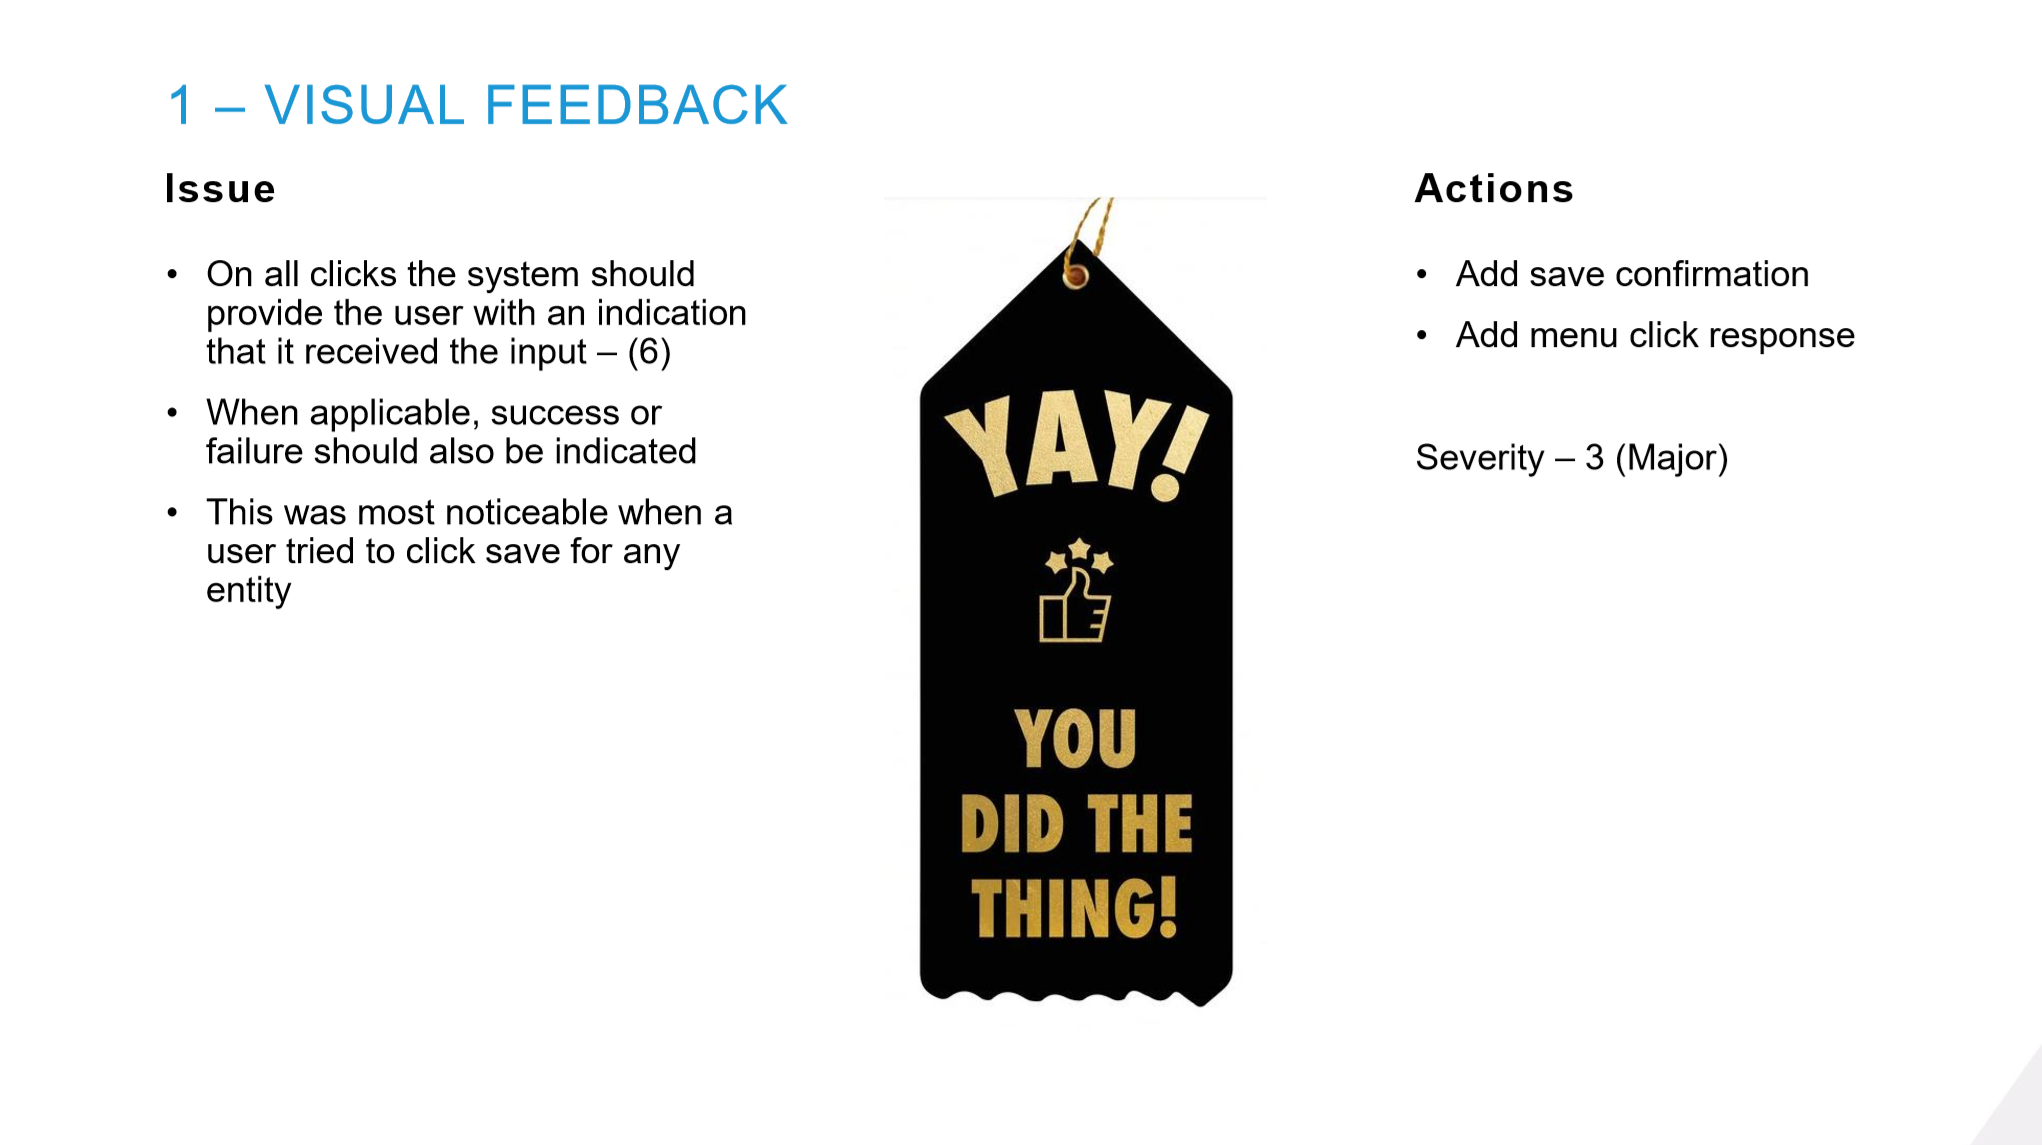 1 – VISUAL FEEDBACK
Issue
• On all clicks the system should
provide the user with an indication
that it received the input – (6)
• When applicable, success or
failure should also be indicated
• This was most noticeable when a
user tried to click save for any
entity
YAY!
YOU
DID THE
THING!
Actions
• Add save confirmation
• Add menu click response
Severity – 3 (Major)